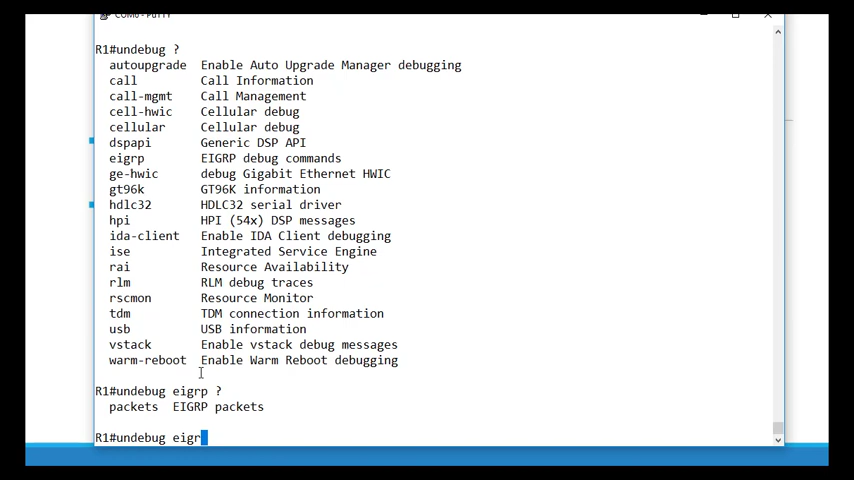 R1#undebug ?
autoupgrade Enable Auto Upgrade Manager debugging
call Call Information
call-mgmt Call Management
cell-hwic Cellular debug
cellular Cellular debug
dspapi Generic DSP API
eigrp EIGRP debug commands
ge-hwic debug Gigabit Ethernet HWIC
gt96k GT96K information
hdlc32 HDLC32 serial driver
hpi HPI (54x) DSP messages
ida-client Enable IDA Client debugging
ise Integrated Service Engine
rai Resource Availability
rlm RLM debug traces
rscmon Resource Monitor
tdm TDM connection information
usb USB information
vstack Enable vstack debug messages
warm-reboot Enable Warm Reboot debugging
R1#undebug eigrp ?
packets EIGRP packets
R1#undebug eigr